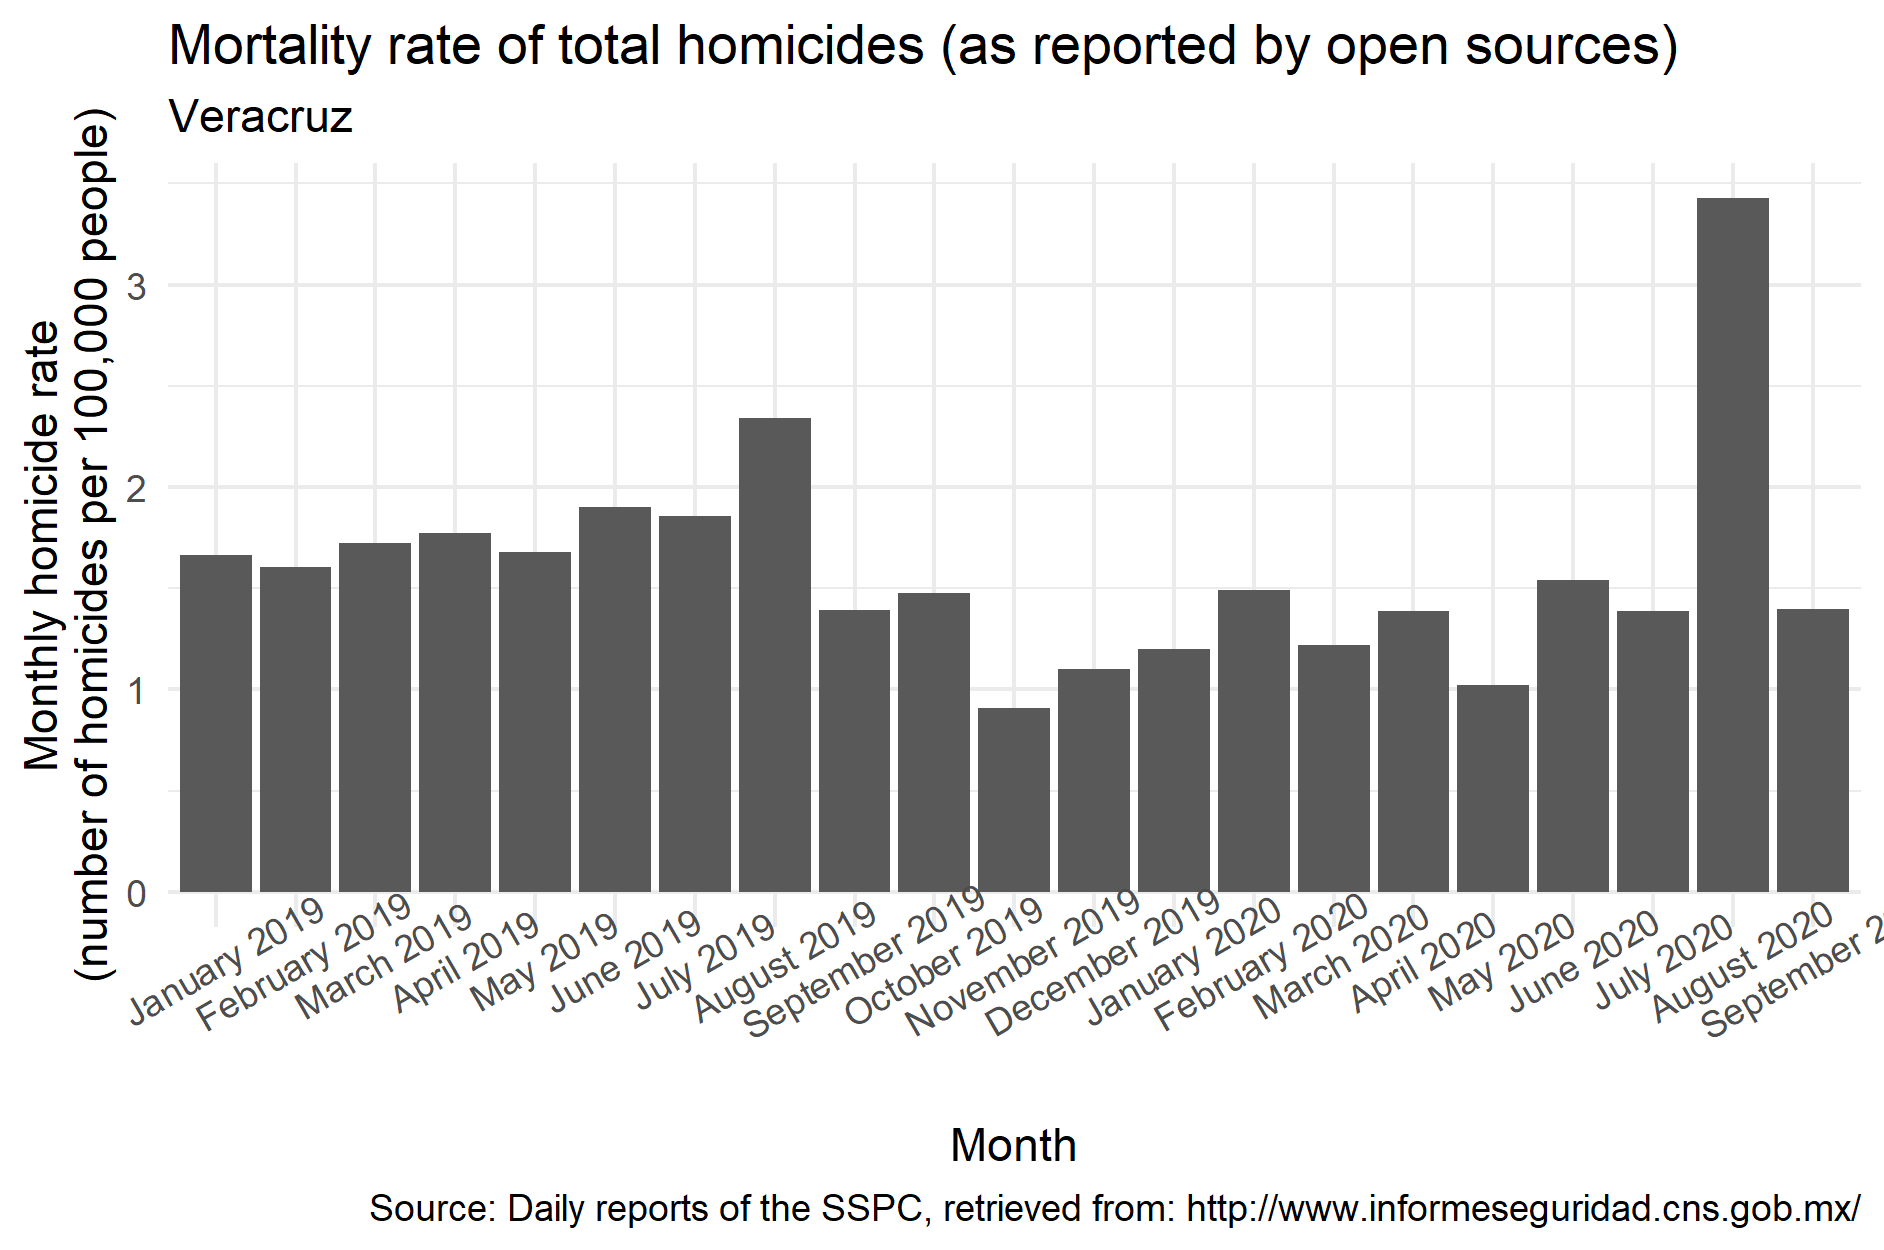 Mortality rate of total homicides (as reported by open sources)
Veracruz
Monthly homicide rate
(number of homicides per 100,000 people)
3
2
1
0
January 2019
February 2019
March 2019
April 2019
May 2019
June 2019
July 2019
August 2019
September 2019
October 2019
November 2019
December 2019
January 2020
February 2020
March 2020
April 2020
May 2020
June 2020
July 2020
August 2020
September 2
Month
Source: Daily reports of the SSPC, retrieved from: http://www.informeseguridad.cns.gob.mx/